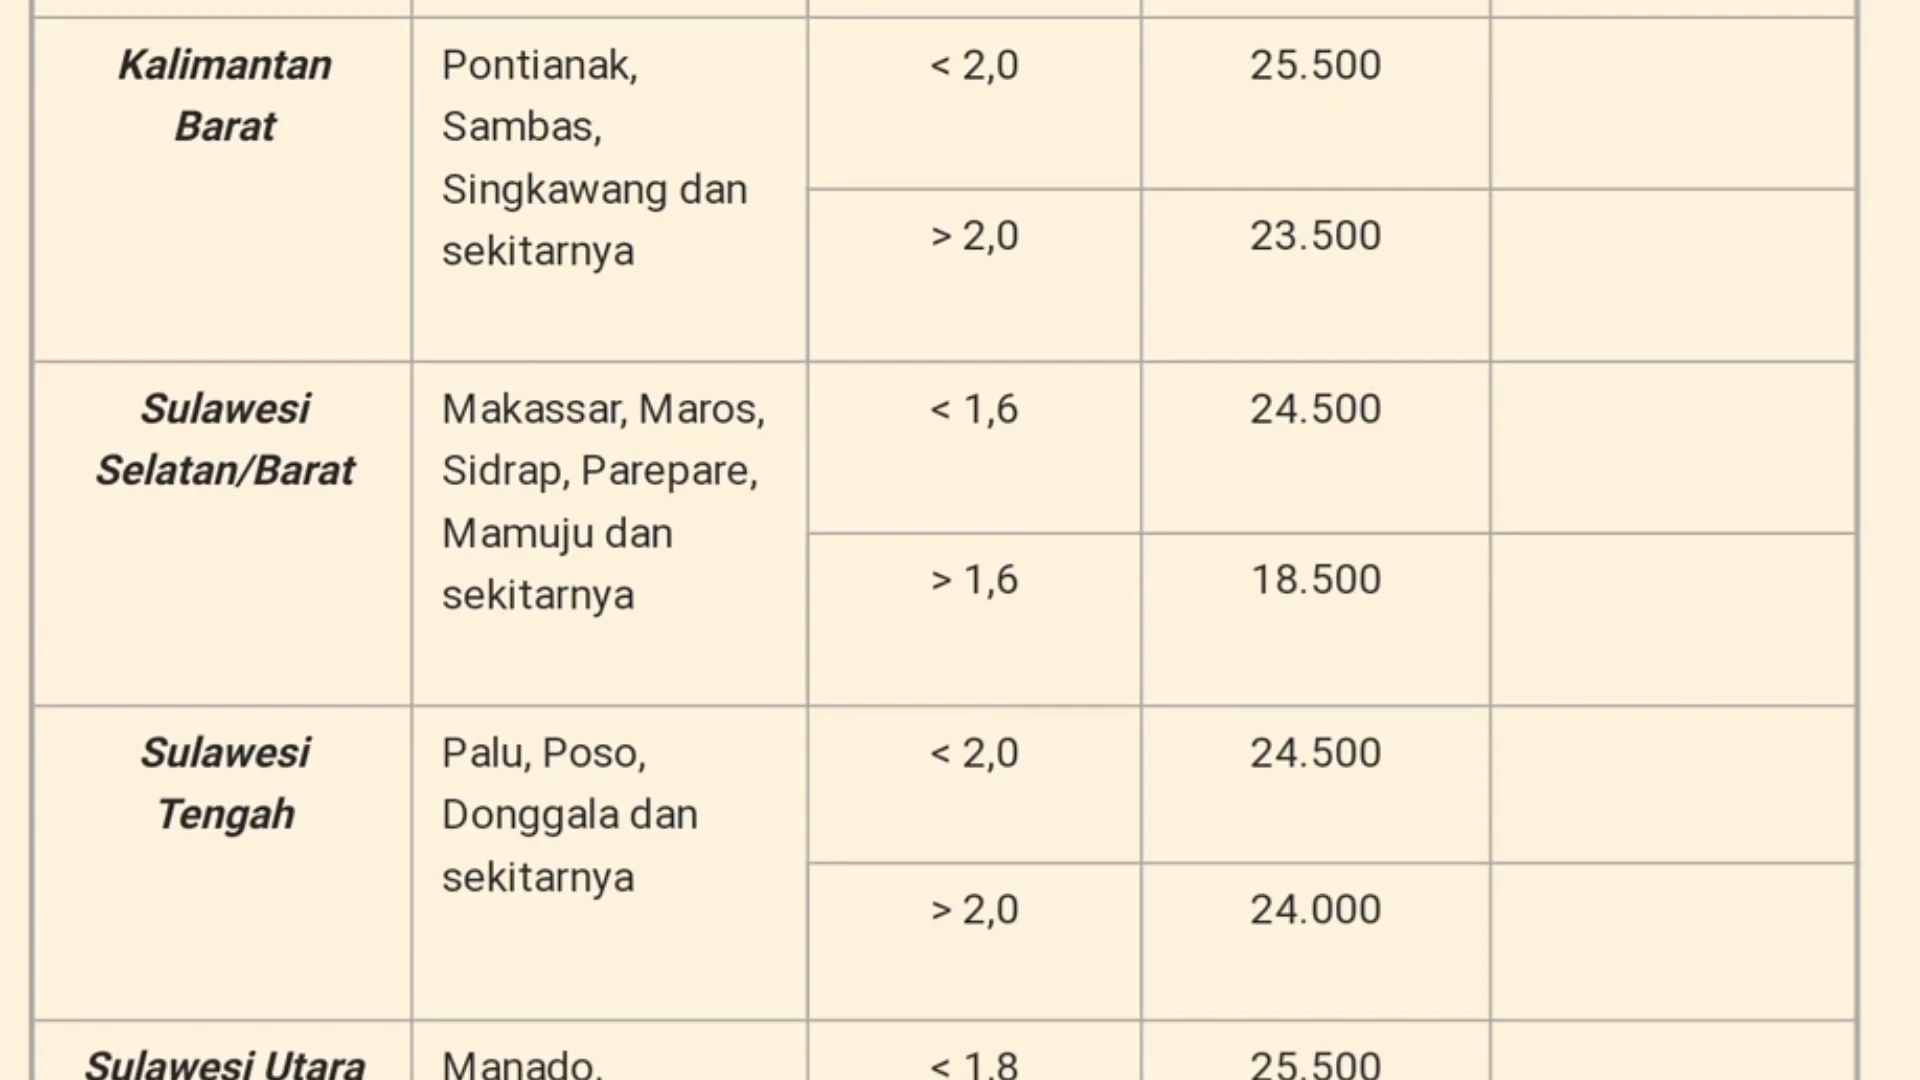 Kalimantan
Barat
Pontianak,
Sambas,
Singkawang dan
sekitarnya
< 2,0
25.500
> 2,0
23.500
Sulawesi
Selatan/Barat
Makassar, Maros,
Sidrap, Parepare,
Mamuju dan
sekitarnya
< 1,6
24.500
> 1,6
18.500
Sulawesi
Tengah
Palu, Poso,
Donggala dan
sekitarnya
< 2,0
24.500
> 2,0
24.000
Sulawesi Utara
Manado,
< 1,8
25.500